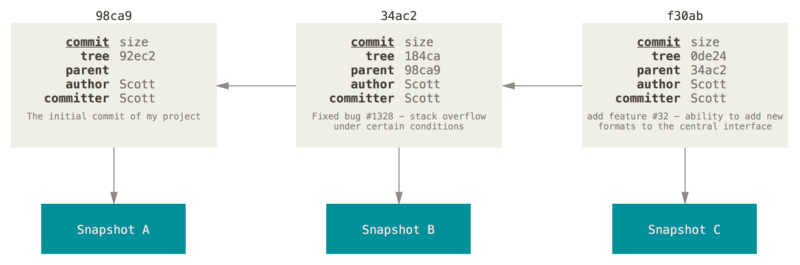 98ca9
commit size
tree 92ec2
parent
author Scott
committer Scott
The initial commit of my project
Snapshot A
34ac2
commit size
tree 184ca
parent 98ca9
author Scott
committer Scott
Fixed bug #1328 – stack overflow
under certain conditions
Snapshot B
f30ab
commit size
tree 0de24
parent 34ac2
author Scott
committer Scott
add feature #32 – ability to add new
formats to the central interface
Snapshot C